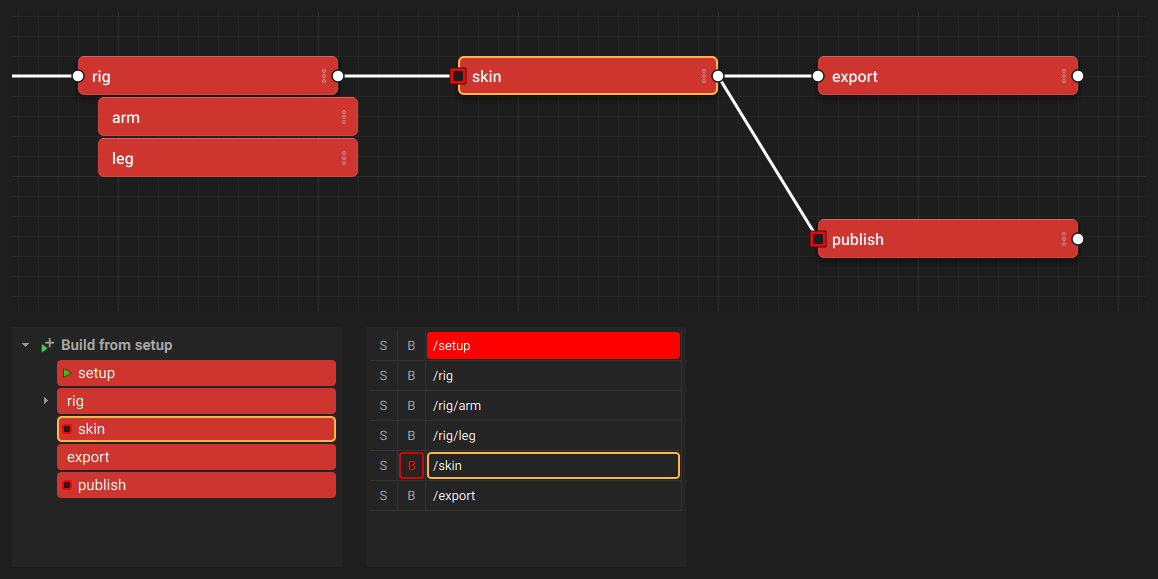 rig
skin
export
arm
leg
publish
Build from setup
setup
rig
skin
export
publish
S B /setup
S B /rig
S B /rig/arm
S B /rig/leg
S B /skin
S B /export